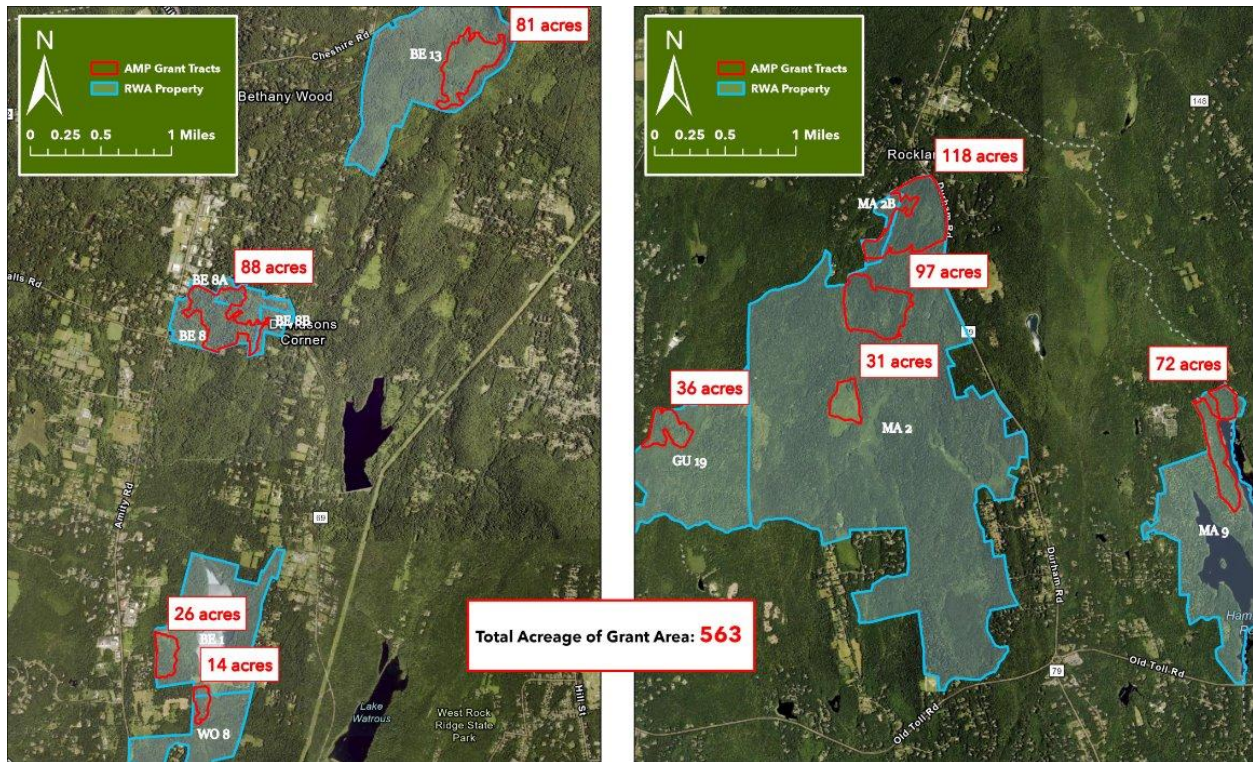 N
AMP Grant Tracts
RWA Property
0 0.25 0.5 1 Miles
81 acres
BE 13
Cheshire Rd
Bethany Wood
88 acres
BE 8A
BE 8
BE 8B
Davidsons
Corner
alls Rd
Amity Rd
69
26 acres
BE 1
14 acres
WO 8
Lake
Watrous
West Rock
Ridge State
Park
Hill St
Total Acreage of Grant Area: 563
N
AMP Grant Tracts
RWA Property
0 0.25 0.5 1 Miles
148
118 acres
MA 2B
Durham Rd
97 acres
31 acres
36 acres
72 acres
MA 2
GU 19
MA 9
Durham Rd
79
Old Toll Rd
Old Toll Rd